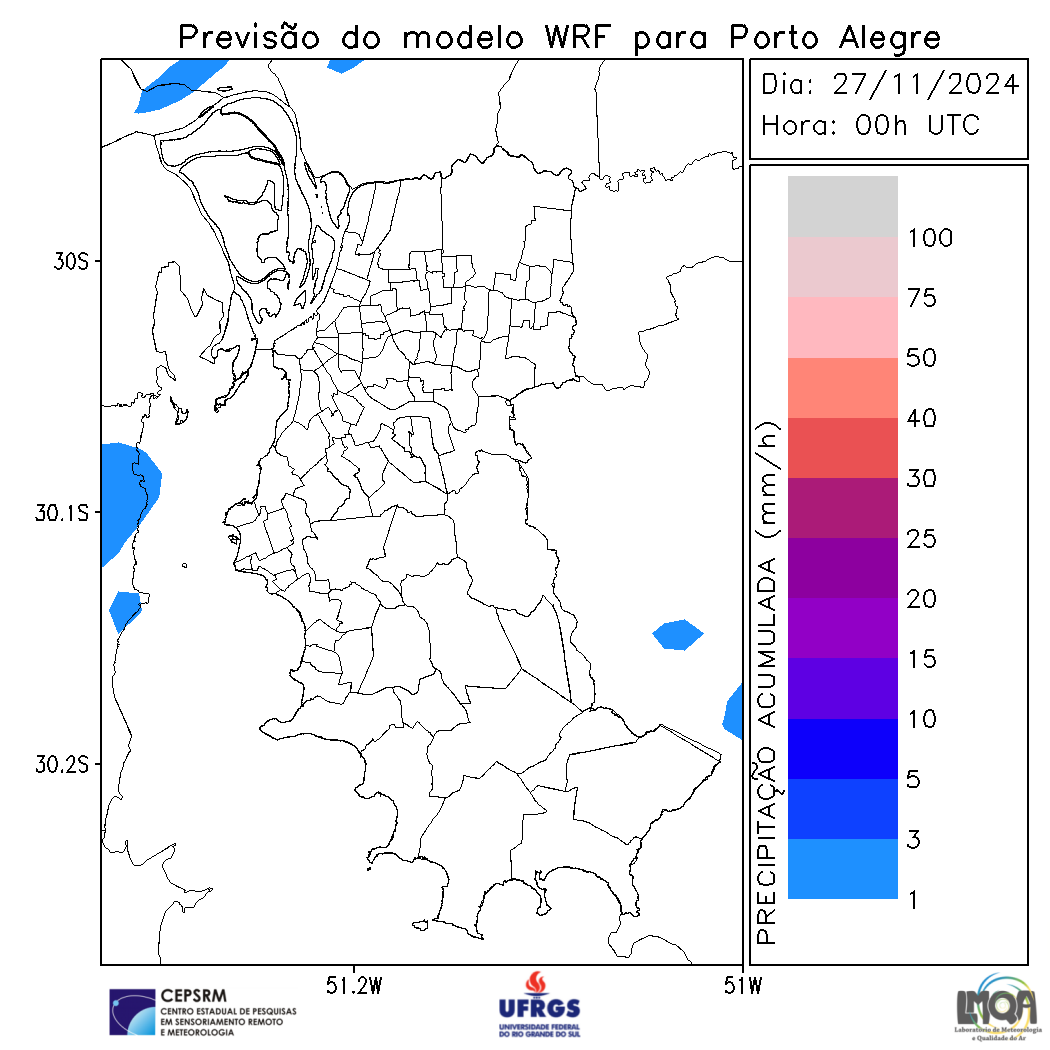 Previsão do modelo WRF para Porto Alegre
Dia: 27/11/2024
Hora: 00h UTC
30S
30.1S
30.2S
51.2W
51W
PRECIPITAÇÃO ACUMULADA (mm/h)
100
75
50
40
30
25
20
15
10
5
3
1
CEPSRM
CENTRO ESTADUAL DE PESQUISAS
EM SENSORIAMENTO REMOTO
E METEOROLOGIA
UFRGS
UNIVERSIDADE FEDERAL
DO RIO GRANDE DO SUL
LMQA
Laboratório de Meteorologia
e Qualidade do Ar